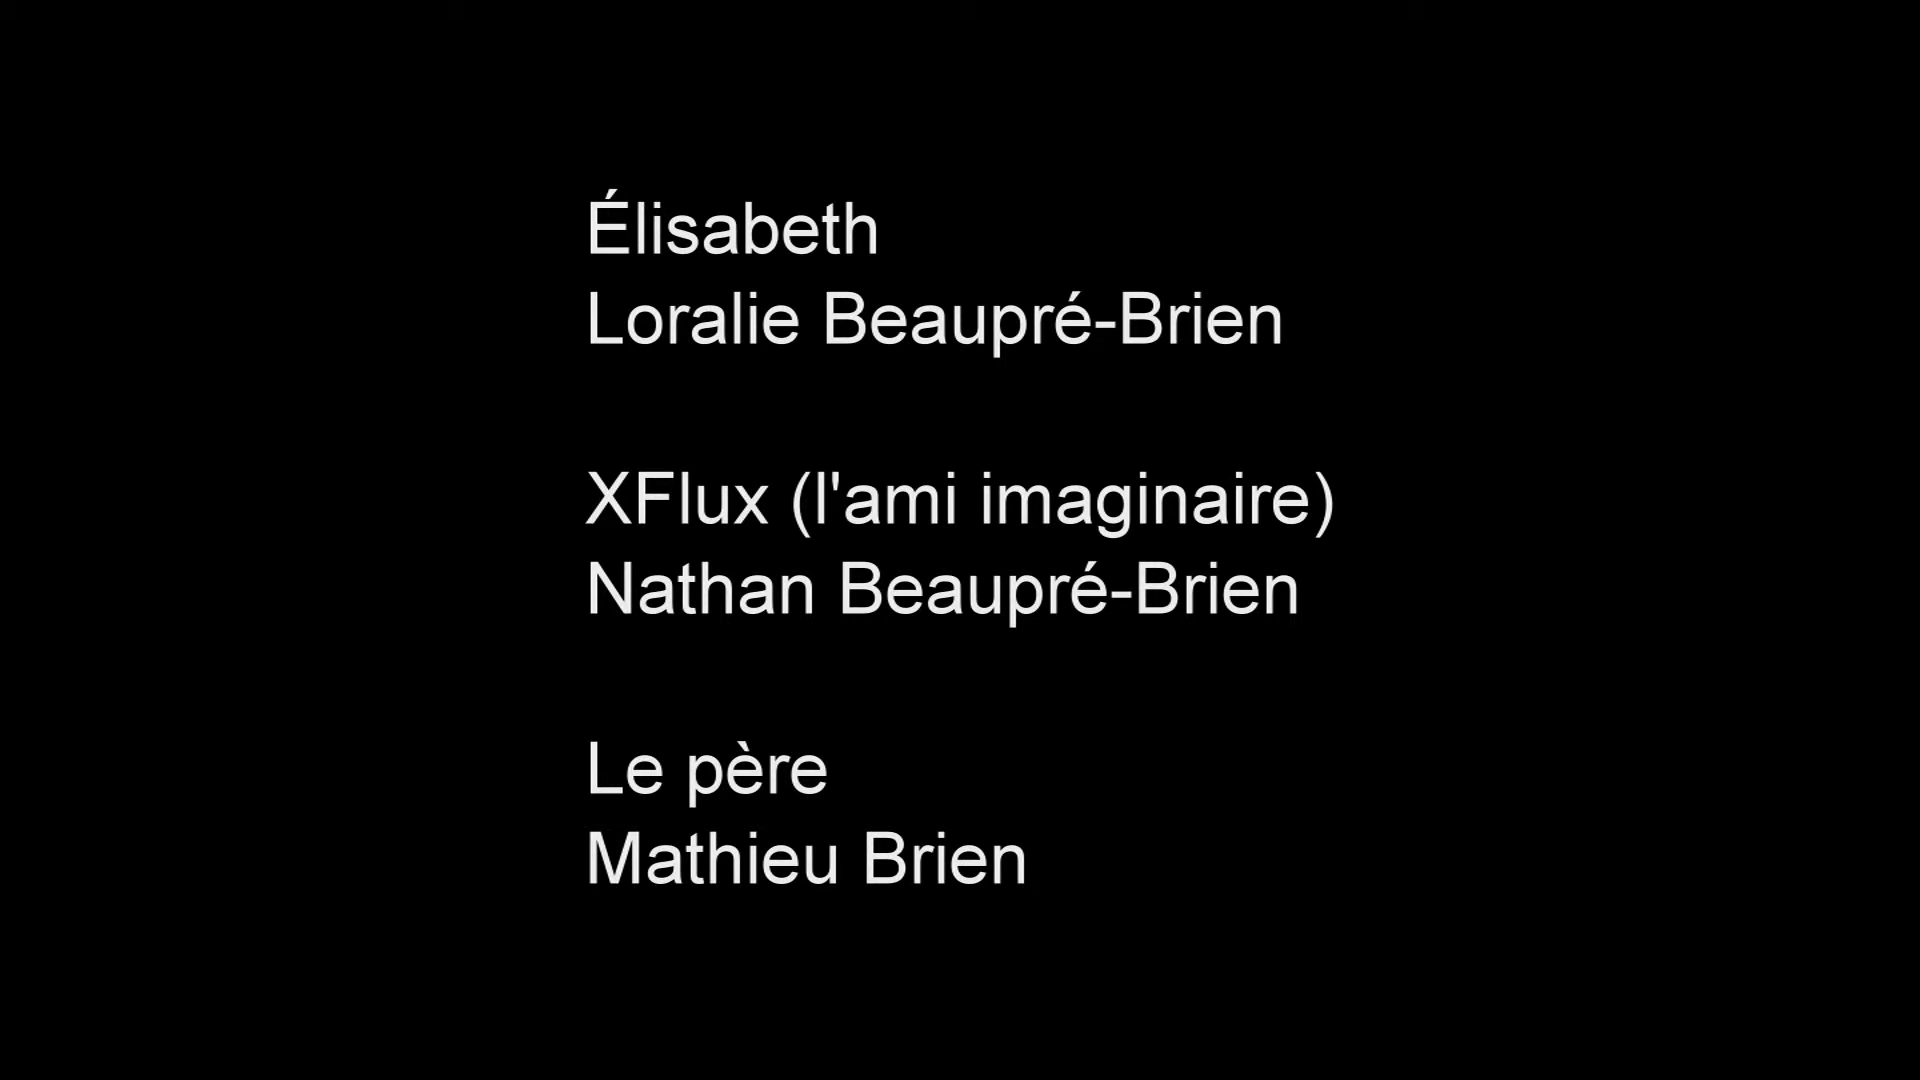 Élisabeth
Loralie Beaupré-Brien
XFlux (l'ami imaginaire)
Nathan Beaupré-Brien
Le père
Mathieu Brien